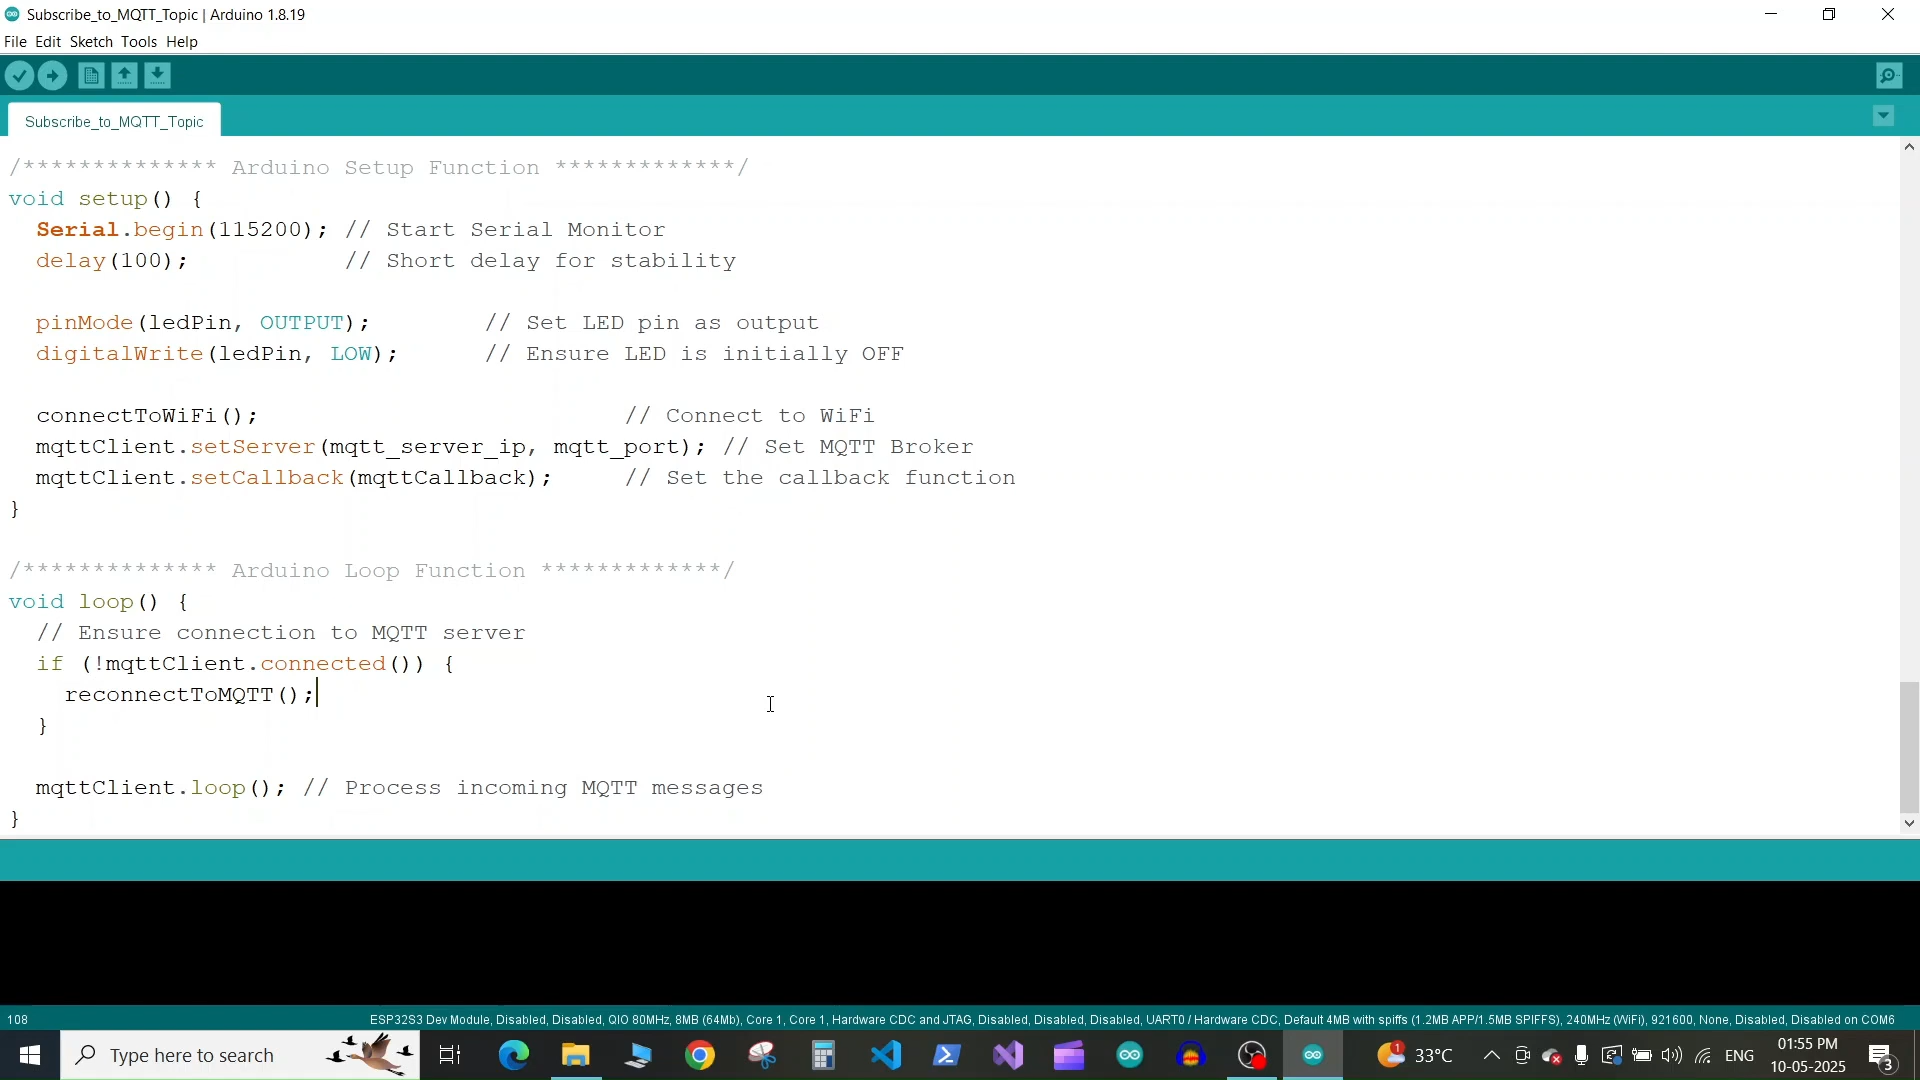 Subscribe_to_MQTT_Topic | Arduino 1.8.19
File Edit Sketch Tools Help
Subscribe_to_MQTT_Topic
/************** Arduino Setup Function *************/
void setup() {
  Serial.begin(115200); // Start Serial Monitor
  delay(100);           // Short delay for stability
  pinMode(ledPin, OUTPUT);        // Set LED pin as output
  digitalWrite(ledPin, LOW);      // Ensure LED is initially OFF
  connectToWiFi();                          // Connect to WiFi
  mqttClient.setServer(mqtt_server_ip, mqtt_port); // Set MQTT Broker
  mqttClient.setCallback(mqttCallback);     // Set the callback function
}
/************** Arduino Loop Function *************/
void loop() {
  // Ensure connection to MQTT server
  if (!mqttClient.connected()) {
    reconnectToMQTT();
  }
  mqttClient.loop(); // Process incoming MQTT messages
}
108
ESP32S3 Dev Module, Disabled, Disabled, QIO 80MHz, 8MB (64Mb), Core 1, Core 1, Hardware CDC and JTAG, Disabled, Disabled, Disabled, UART0 / Hardware CDC, Default 4MB with spiffs (1.2MB APP/1.5MB SPIFFS), 240MHz (WiFi), 921600, None, Disabled, Disabled on COM6
Type here to search
1
33°C
ENG
01:55 PM
10-05-2025
3